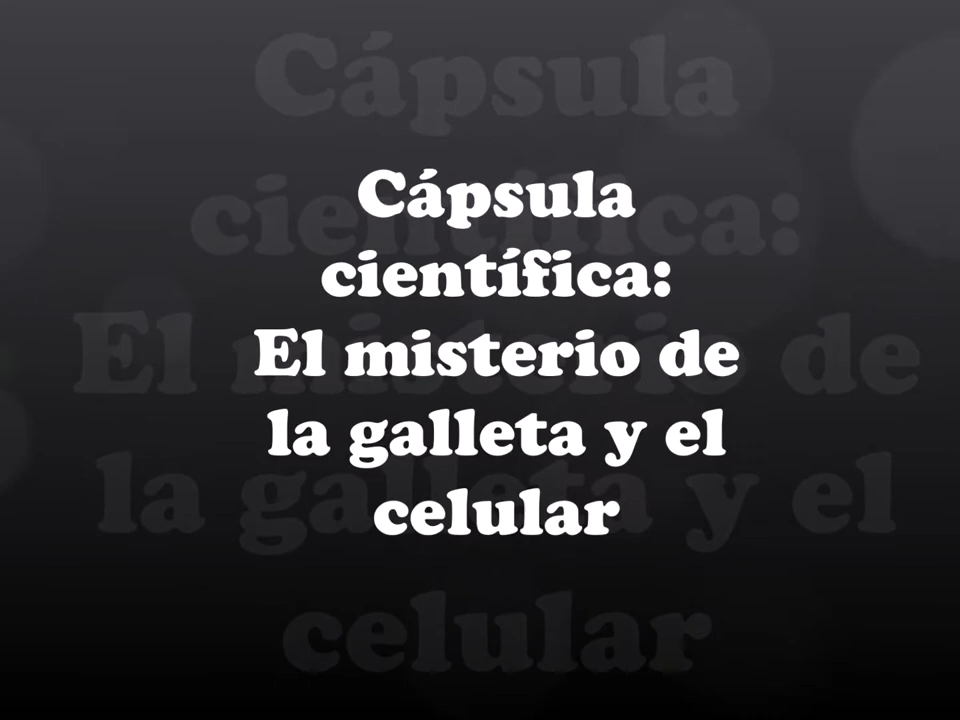 Cápsula
científica:
El misterio de
la galleta y el
celular